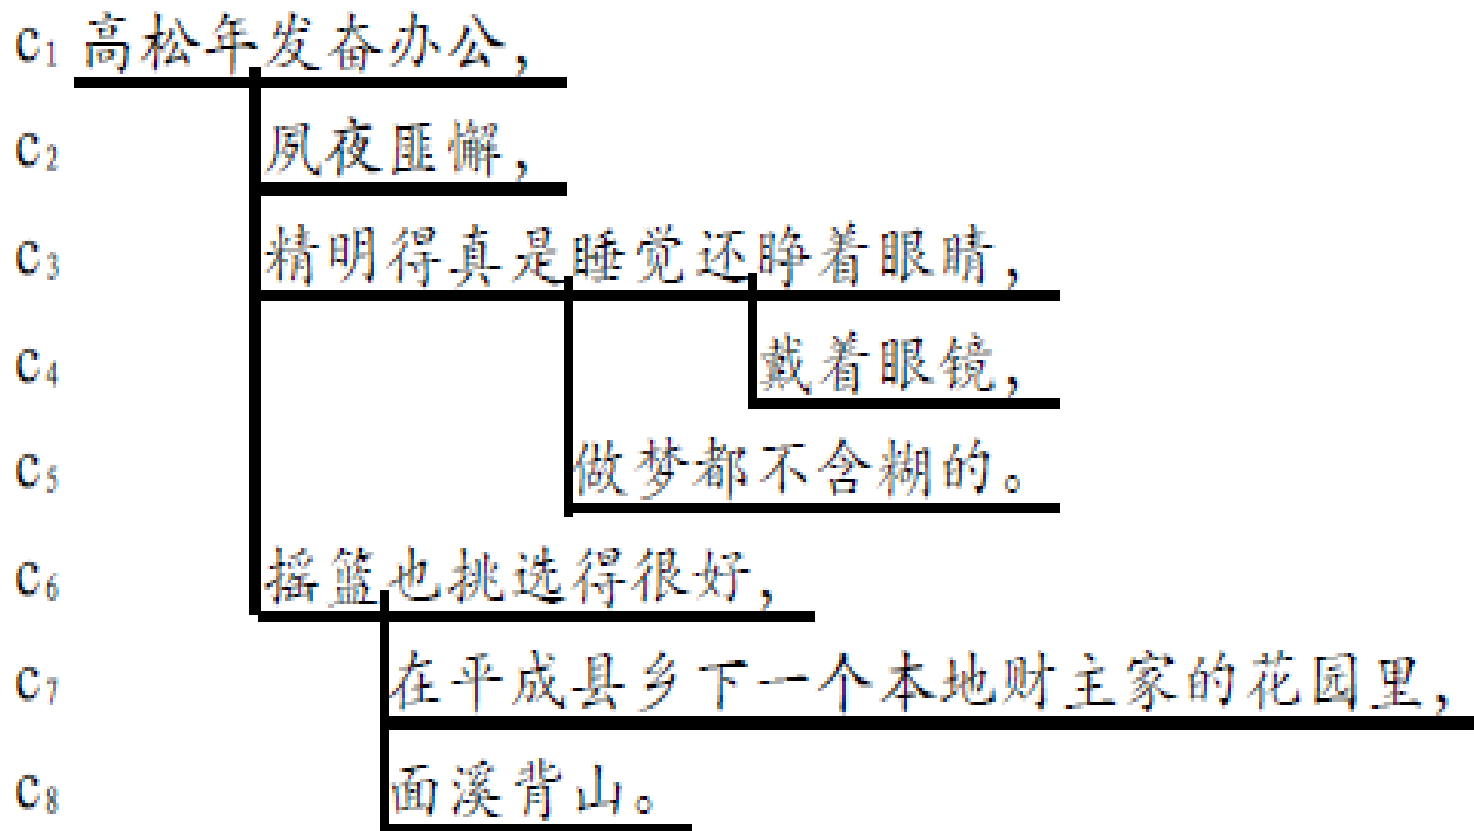 c1 高松年发奋办公，
c2 夙夜匪懈，
c3 精明得真是睡觉还睁着眼睛，
c4 戴着眼镜，
c5 做梦都不含糊的。
c6 摇篮也挑选得很好，
c7 在平成县乡下一个本地财主家的花园里，
c8 面溪背山。